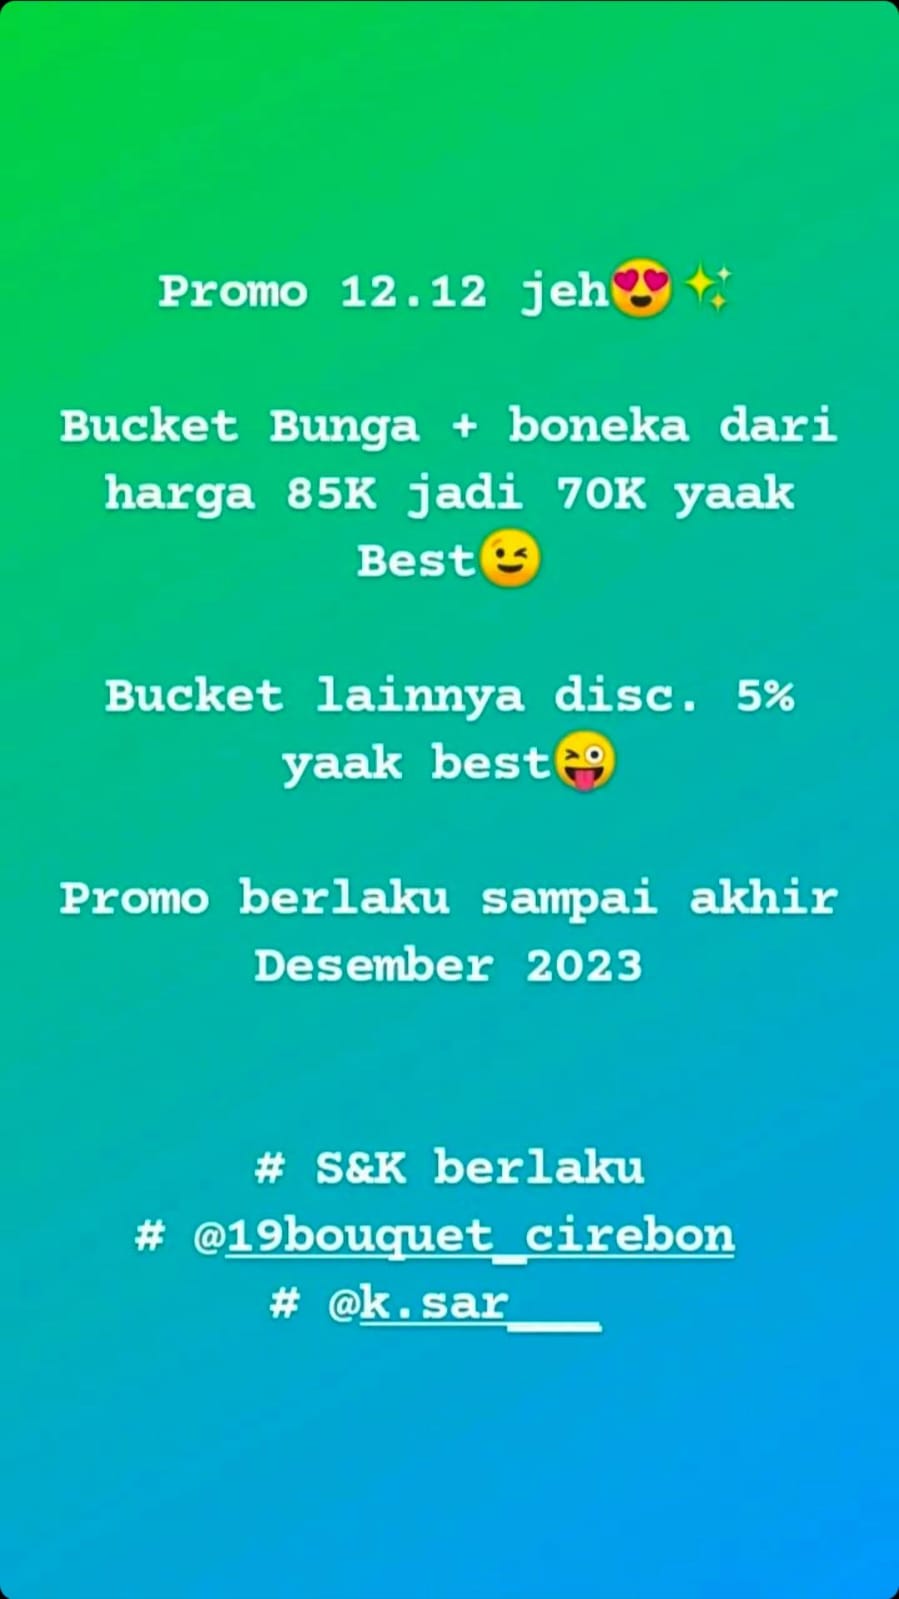 Promo 12.12 jeh😍✨
Bucket Bunga + boneka dari
harga 85K jadi 70K yaak
Best😉
Bucket lainnya disc. 5%
yaak best😜
Promo berlaku sampai akhir
Desember 2023
# S&K berlaku
# @19bouquet_cirebon
# @k.sar___